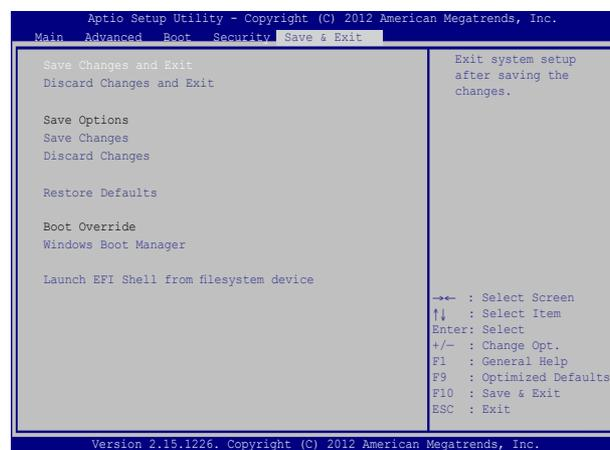 Aptio Setup Utility - Copyright (C) 2012 American Megatrends, Inc.
Main Advanced Boot Security Save & Exit
Save Changes and Exit
Discard Changes and Exit
Save Options
Save Changes
Discard Changes
Restore Defaults
Boot Override
Windows Boot Manager
Launch EFI Shell from filesystem device
Exit system setup
after saving the
changes.
→← : Select Screen
↑↓ : Select Item
Enter: Select
+/— : Change Opt.
F1 : General Help
F9 : Optimized Defaults
F10 : Save & Exit
ESC : Exit
Version 2.15.1226. Copyright (C) 2012 American Megatrends, Inc.